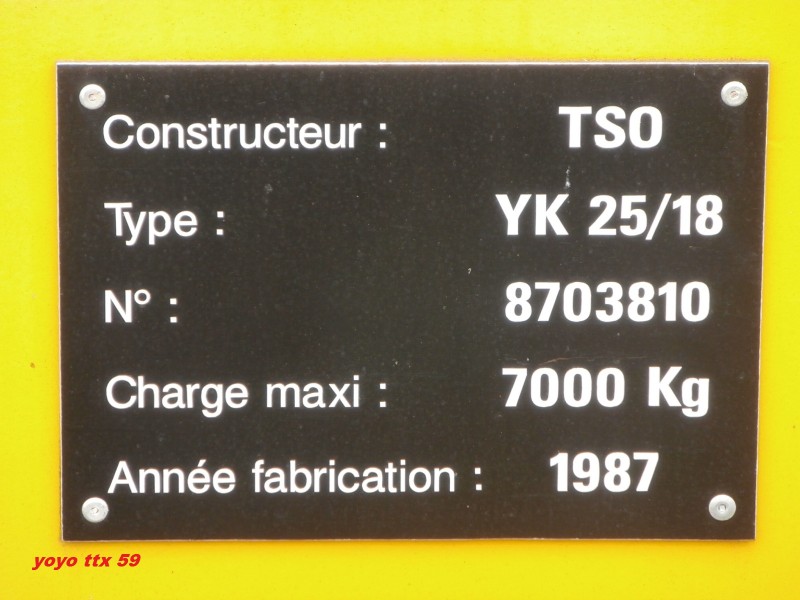 Constructeur : TSO
Type : YK 25/18
N° : 8703810
Charge maxi : 7000 Kg
Année fabrication : 1987
yoyo ttx 59